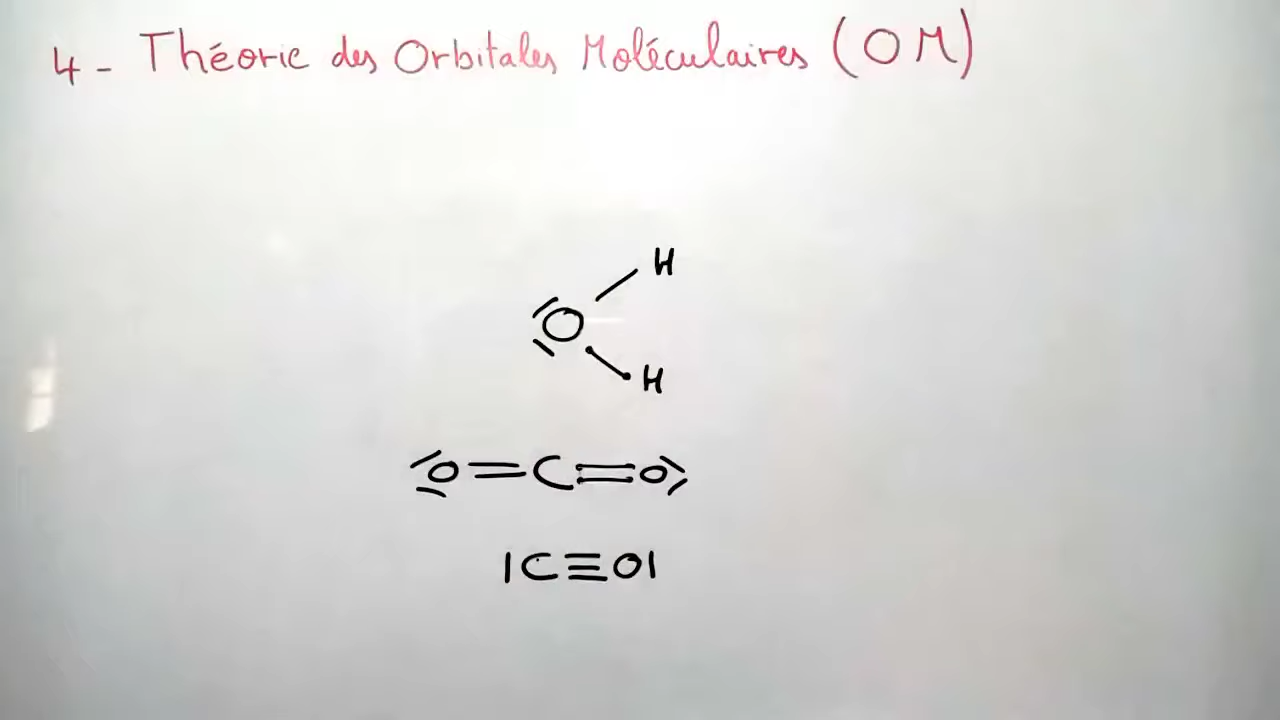 4 - Théorie des Orbitales Moléculaires (OM)
H
O
H
O=C=O
|C≡O|